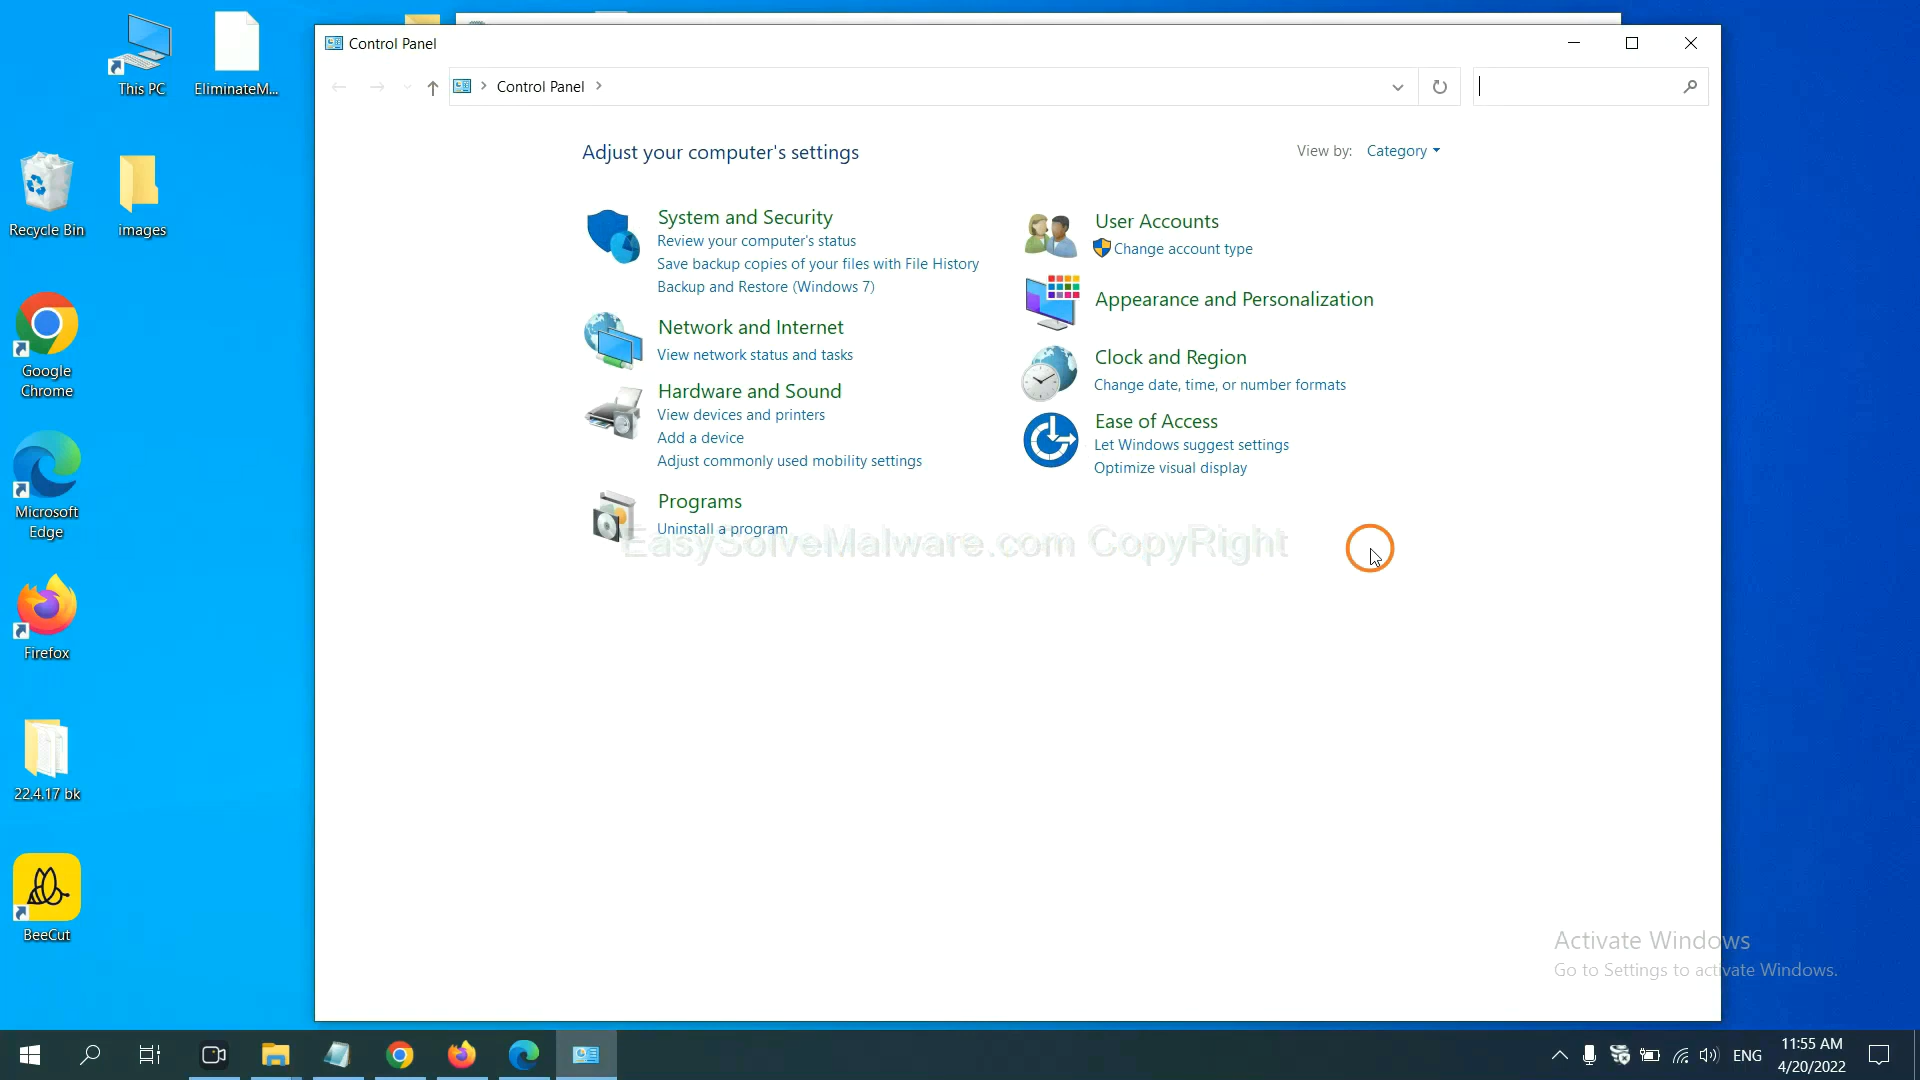 This PC
EliminateM...
Recycle Bin
images
Google
Chrome
Microsoft
Edge
Firefox
22.4.17 bk
BeeCut
Control Panel
Control Panel
Adjust your computer's settings
View by: Category
System and Security
Review your computer's status
Save backup copies of your files with File History
Backup and Restore (Windows 7)
Network and Internet
View network status and tasks
Hardware and Sound
View devices and printers
Add a device
Adjust commonly used mobility settings
Programs
Uninstall a program
User Accounts
Change account type
Appearance and Personalization
Clock and Region
Change date, time, or number formats
Ease of Access
Let Windows suggest settings
Optimize visual display
EasySolveMalware.com CopyRight
Activate Windows
Go to Settings to activate Windows.
ENG
11:55 AM
4/20/2022